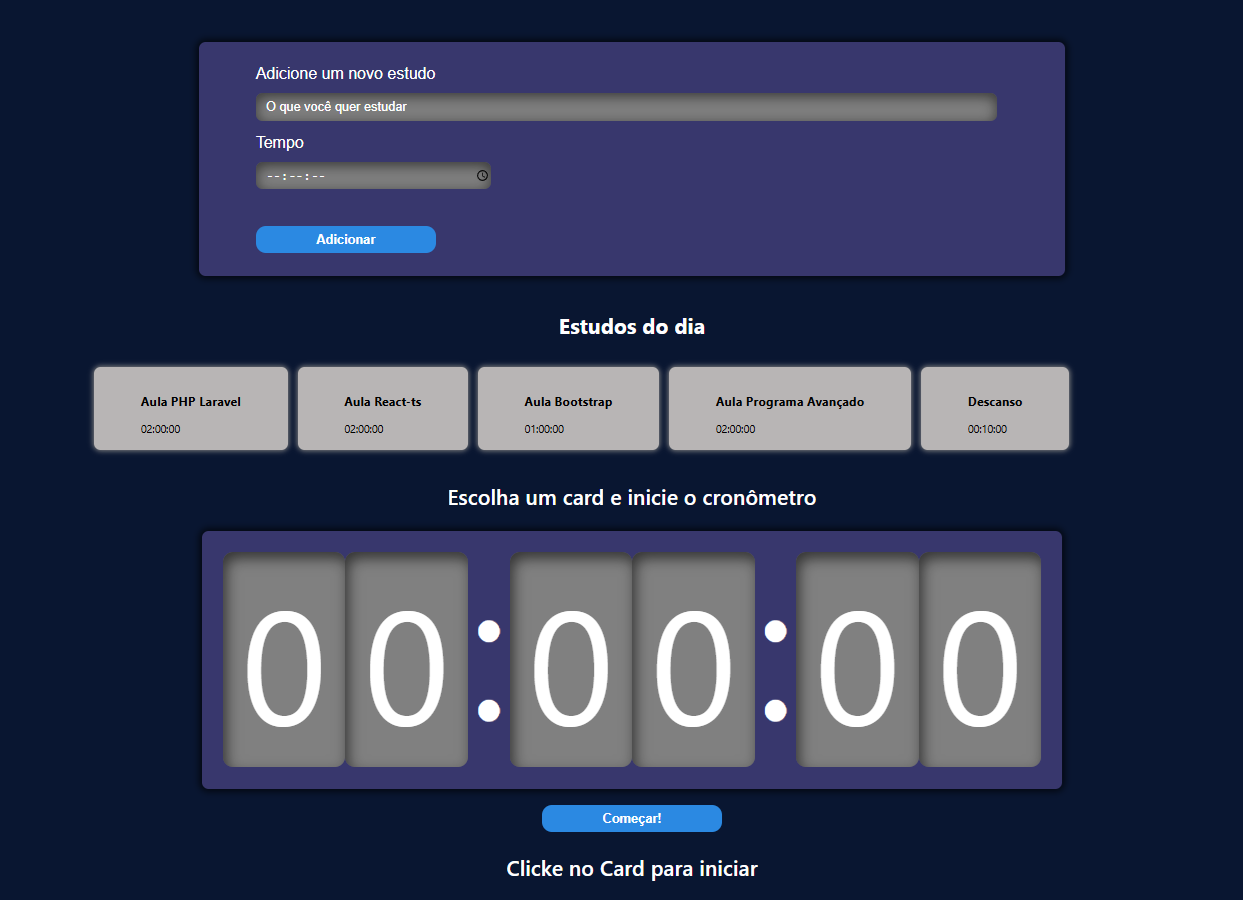 Adicione um novo estudo
O que você quer estudar
Tempo
--:--:--
Adicionar
Estudos do dia
Aula PHP Laravel
02:00:00
Aula React-ts
02:00:00
Aula Bootstrap
01:00:00
Aula Programa Avançado
02:00:00
Descanso
00:10:00
Escolha um card e inicie o cronômetro
00:00:00
Começar!
Clicke no Card para iniciar